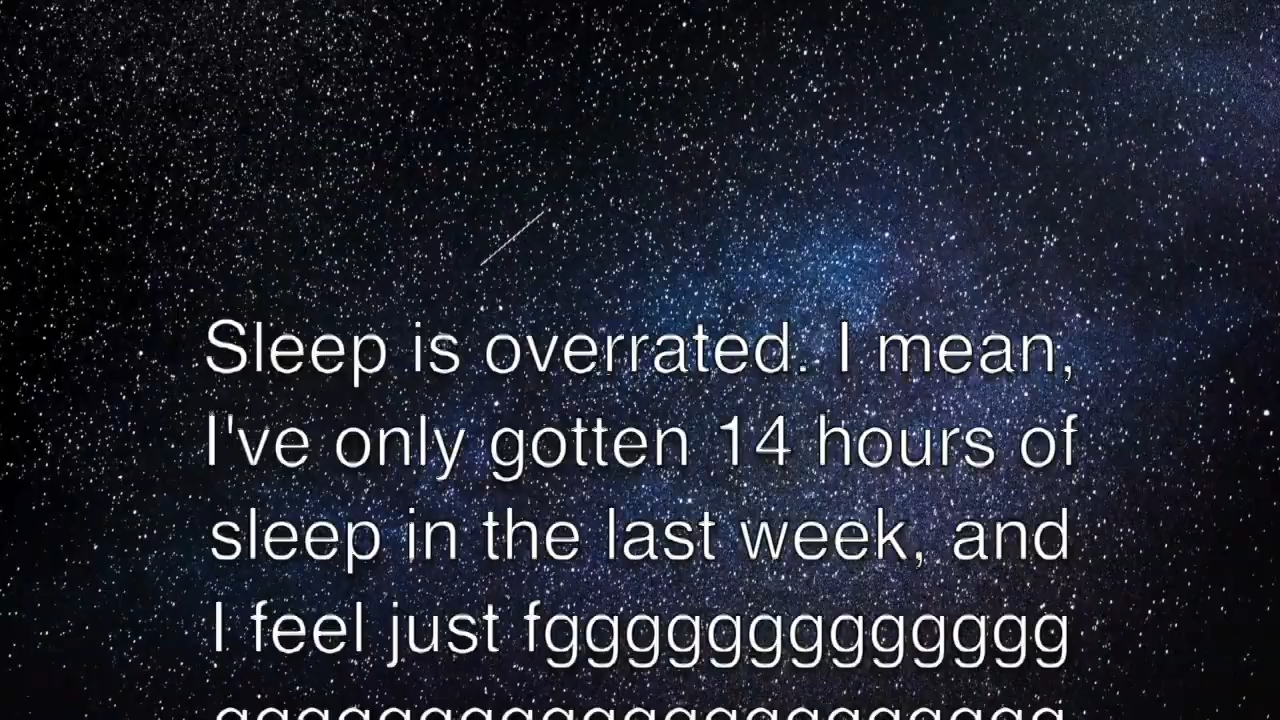 Sleep is overrated. I mean,
I've only gotten 14 hours of
sleep in the last week, and
I feel just fggggggggggggg
ggggggggggggggggggggg